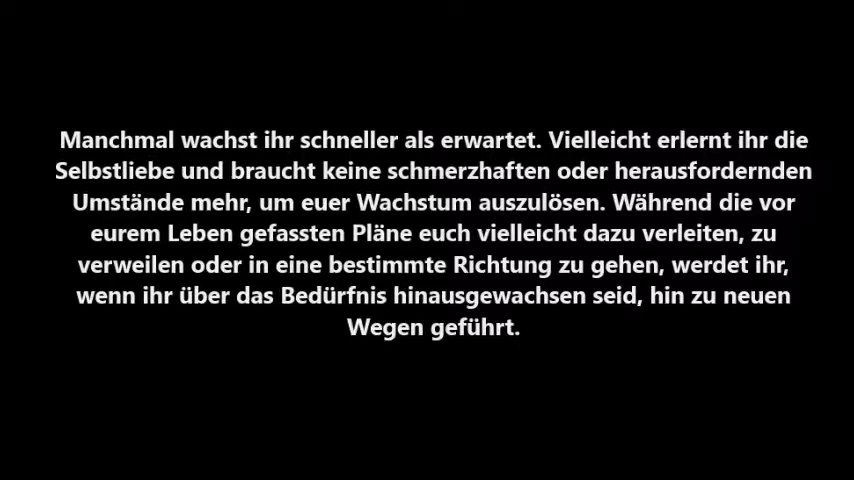 Manchmal wachst ihr schneller als erwartet. Vielleicht erlernt ihr die
Selbstliebe und braucht keine schmerzhaften oder herausfordernden
Umstände mehr, um euer Wachstum auszulösen. Während die vor
eurem Leben gefassten Pläne euch vielleicht dazu verleiten, zu
verweilen oder in eine bestimmte Richtung zu gehen, werdet ihr,
wenn ihr über das Bedürfnis hinausgewachsen seid, hin zu neuen
Wegen geführt.